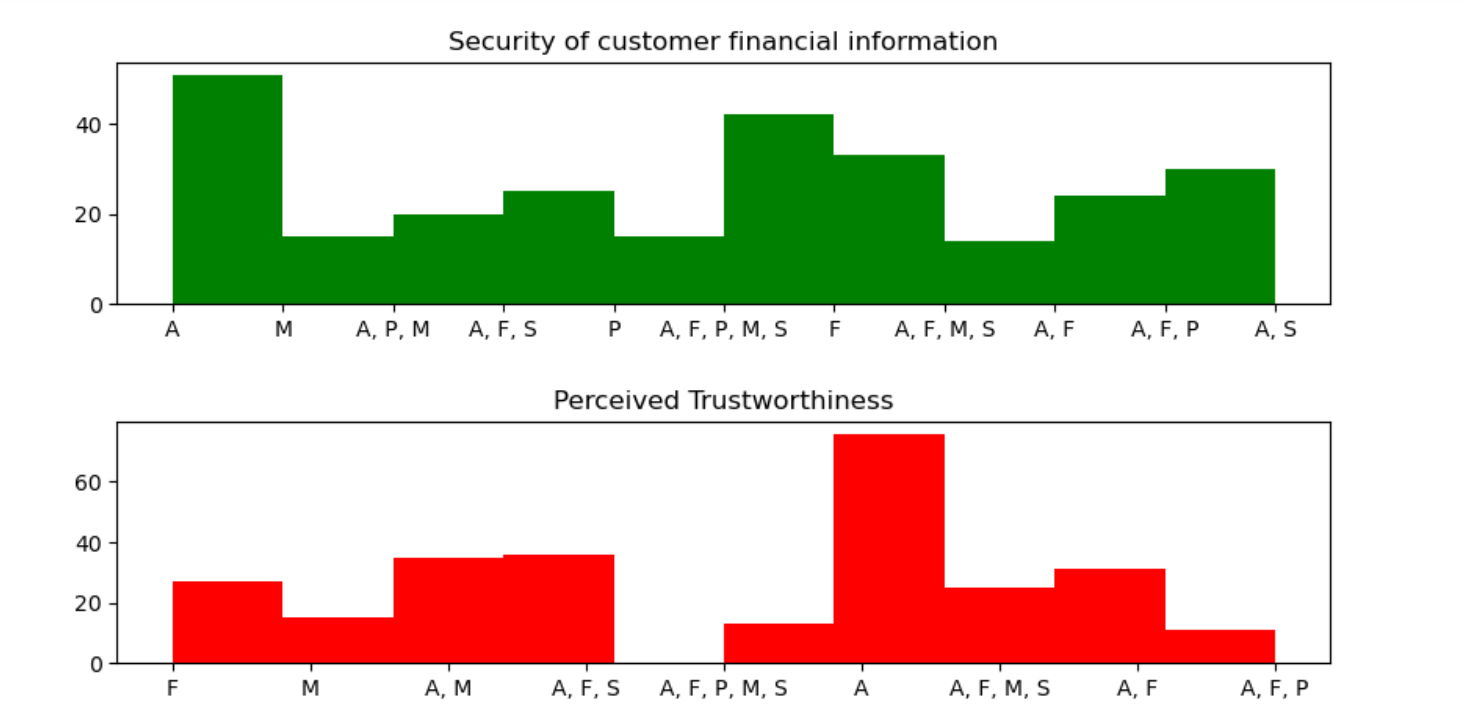 Security of customer financial information
40
20
0
A M A, P, M A, F, S P A, F, P, M, S F A, F, M, S A, F A, F, P A, S
Perceived Trustworthiness
60
40
20
0
F M A, M A, F, S A, F, P, M, S A A, F, M, S A, F A, F, P